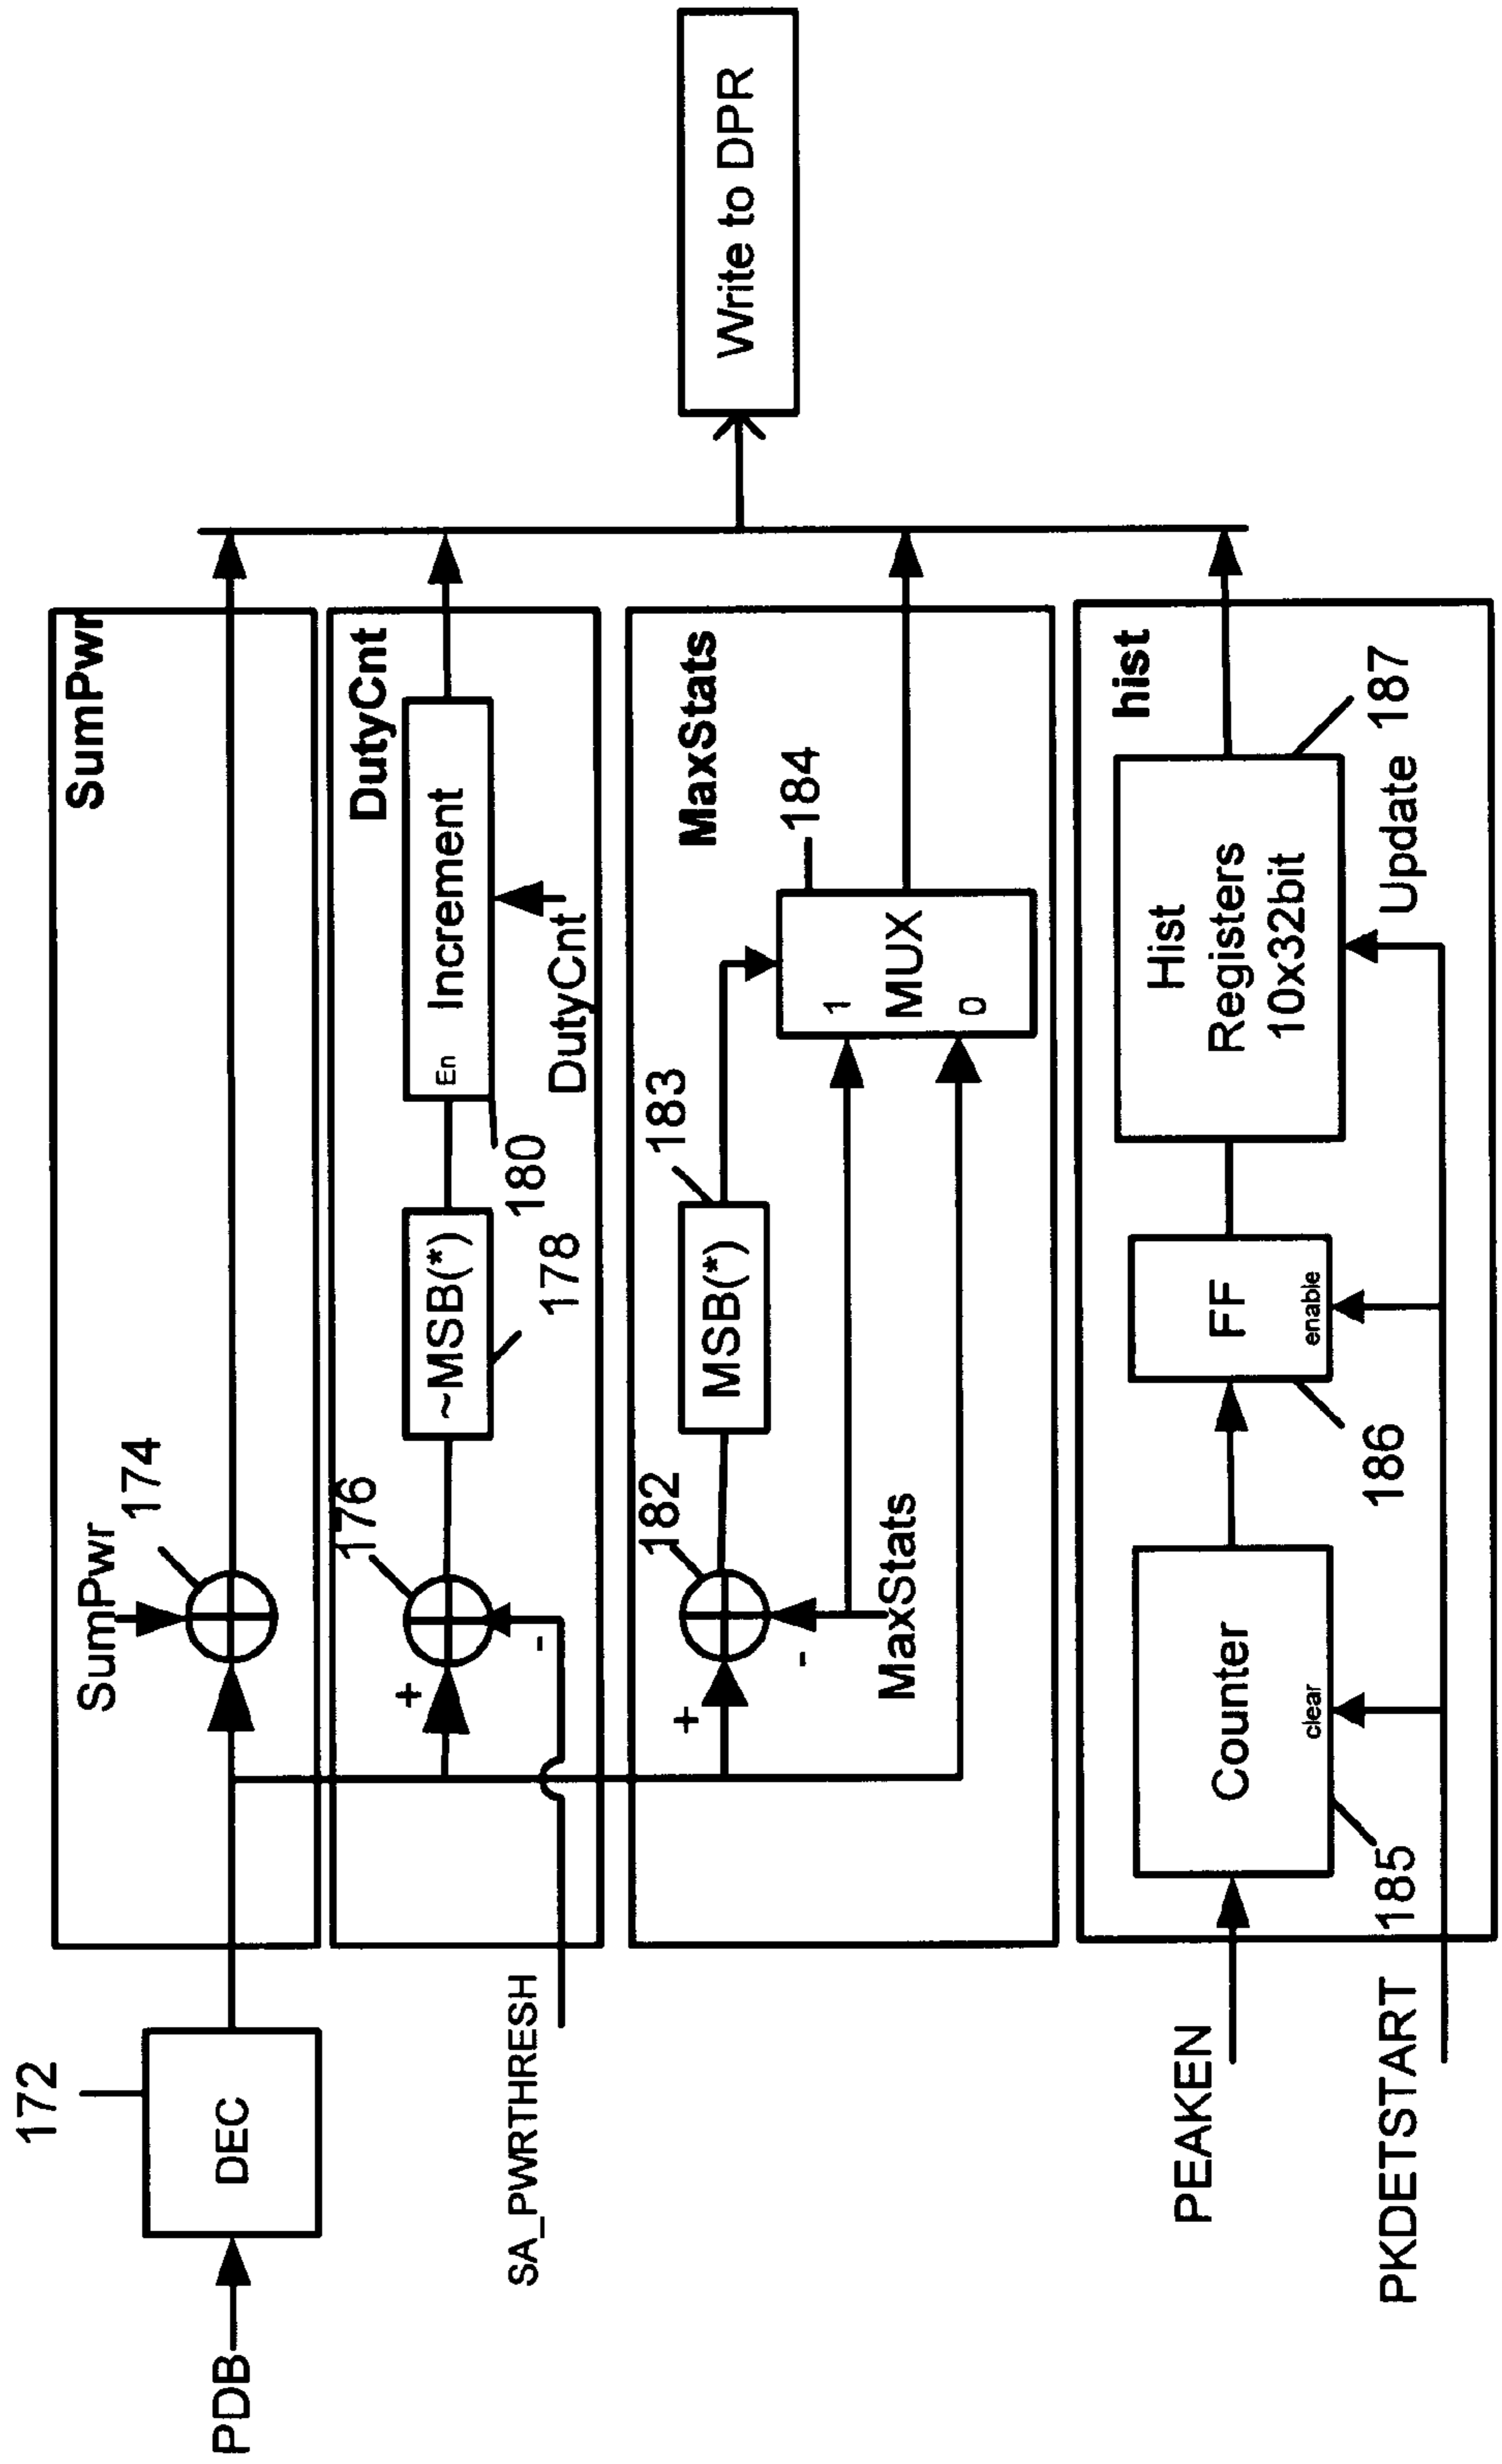 172
PDB
DEC
SumPwr
174
SumPwr
SA_PWRTHRESH
+
-
176
~MSB(*)
178
En
Increment
180
DutyCnt
DutyCnt
+
-
182
MaxStats
MSB(*)
183
1
MUX
0
184
MaxStats
PEAKEN
PKDETSTART
Counter
clear
185
FF
enable
186
Hist
Registers
10x32bit
Update
187
hist
Write to DPR